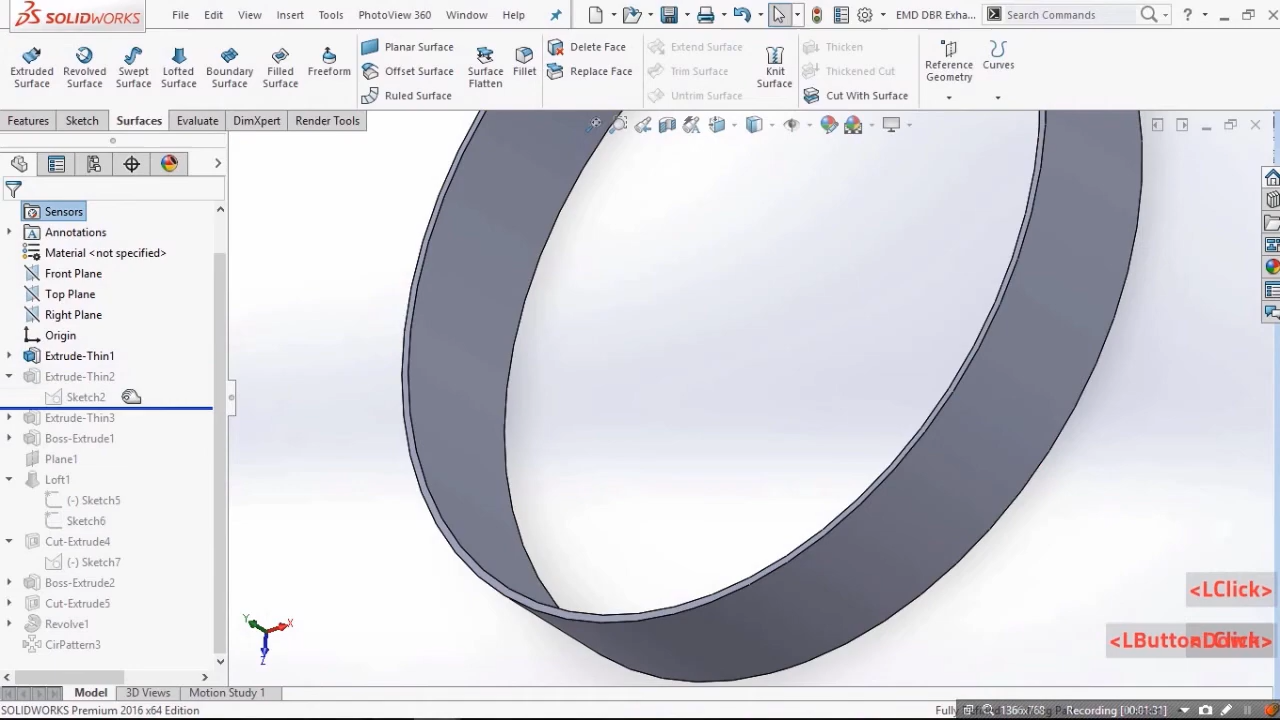 SOLIDWORKS File Edit View Insert Tools PhotoView 360 Window Help EMD DBR Exha... Search Commands ?
Extruded Surface Revolved Surface Swept Surface Lofted Surface Boundary Surface Filled Surface Freeform
Planar Surface
Offset Surface
Ruled Surface
Surface Flatten Fillet
Delete Face
Replace Face
Extend Surface
Trim Surface
Untrim Surface
Knit Surface
Thicken
Thickened Cut
Cut With Surface
Reference Geometry Curves
Features Sketch Surfaces Evaluate DimXpert Render Tools
Sensors
Annotations
Material <not specified>
Front Plane
Top Plane
Right Plane
Origin
Extrude-Thin1
Extrude-Thin2
Sketch2
Extrude-Thin3
Boss-Extrude1
Plane1
Loft1
(-) Sketch5
Sketch6
Cut-Extrude4
(-) Sketch7
Boss-Extrude2
Cut-Extrude5
Revolve1
CirPattern3
Y X
Z
<LClick>
Model 3D Views Motion Study 1
SOLIDWORKS Premium 2016 x64 Edition
1366x768 Recording [00:01:31]